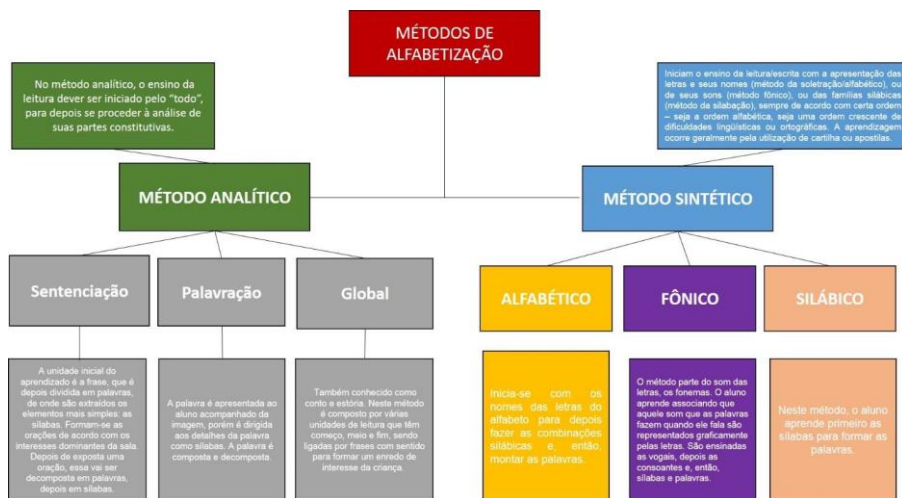 MÉTODOS DE
ALFABETIZAÇÃO
No método analítico, o ensino da
leitura dever ser iniciado pelo “todo”,
para depois se proceder à análise de
suas partes constitutivas.
Iniciam o ensino da leitura/escrita com a apresentação das
letras e seus nomes (método da soletração/alfabético), ou
de seus sons (método fônico), ou das famílias silábicas
(método da silabação), sempre de acordo com certa ordem
– seja a ordem alfabética, seja uma ordem crescente de
dificuldades lingüísticas ou ortográficas. A aprendizagem
ocorre geralmente pela utilização de cartilha ou apostilas.
MÉTODO ANALÍTICO
MÉTODO SINTÉTICO
Sentenciação
Palavração
Global
ALFABÉTICO
FÔNICO
SILÁBICO
A unidade inicial do
aprendizado é a frase, que é
depois dividida em palavras,
de onde são extraídos os
elementos mais simples: as
sílabas. Formam-se as
orações de acordo com os
interesses dominantes da sala.
Depois de exposta uma
oração, essa vai ser
decomposta em palavras,
depois em sílabas.
A palavra é apresentada ao
aluno acompanhado da
imagem, porém é dirigida
aos detalhes da palavra
como sílabas. A palavra é
composta e decomposta.
Também conhecido como
conto e estória. Neste método
é composto por várias
unidades de leitura que têm
começo, meio e fim, sendo
ligadas por frases com sentido
para formar um enredo de
interesse da criança.
Inicia-se com os
nomes das letras do
alfabeto para depois
fazer as combinações
silábicas e, então,
montar as palavras.
O método parte do som das
letras, os fonemas. O aluno
aprende associando que
aquele som que as palavras
fazem quando ele fala são
representados graficamente
pelas letras. São ensinadas
as vogais, depois as
consoantes e, então,
sílabas e palavras.
Neste método, o aluno
aprende primeiro as
sílabas para formar as
palavras.